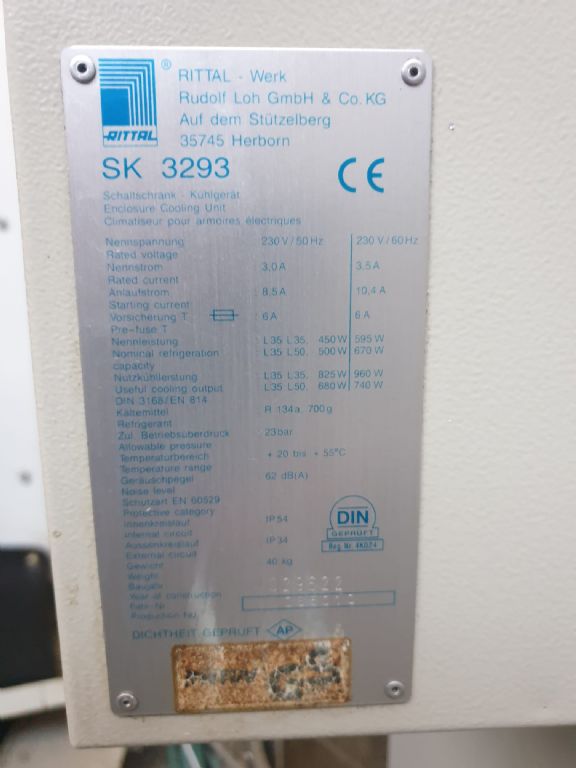 RITTAL
®
RITTAL - Werk
Rudolf Loh GmbH & Co. KG
Auf dem Stützelberg
35745 Herborn
SK 3293
CE
Schaltschrank - Kühlgerät
Enclosure Cooling Unit
Climatiseur pour armoires électriques
Nennspannung 230 V/50 Hz 230 V/60 Hz
Rated voltage
Nennstrom 3,0 A 3,5 A
Rated current
Anlaufstrom 8,5 A 10,4 A
Starting current
Vorsicherung T 6 A 6 A
Pre-fuse T
Nennleistung L35 L35. 450 W 595 W
Nominal refrigeration L35 L50. 500 W 670 W
capacity
Nutzkühlleistung L35 L35. 825 W 960 W
Useful cooling output L35 L50. 680 W 740 W
DIN 3168/EN 814
Kältemittel R 134a, 700g
Refrigerant
Zul. Betriebsüberdruck 23bar
Allowable pressure
Temperaturbereich + 20 bis + 55°C
Temperature range
Geräuschpegel 62 dB(A)
Noise level
Schutzart EN 60529
Protective category
Innenkreislauf IP 54
Internal circuit
Aussenkreislauf IP 34
External circuit
Gewicht 40 kg
Weight
Baujahr
Year of construction
Fabr.-Nr.
Production No.
DIN
GEPRÜFT
Reg. Nr. 4K024
DICHTHEIT GEPRÜFT AP